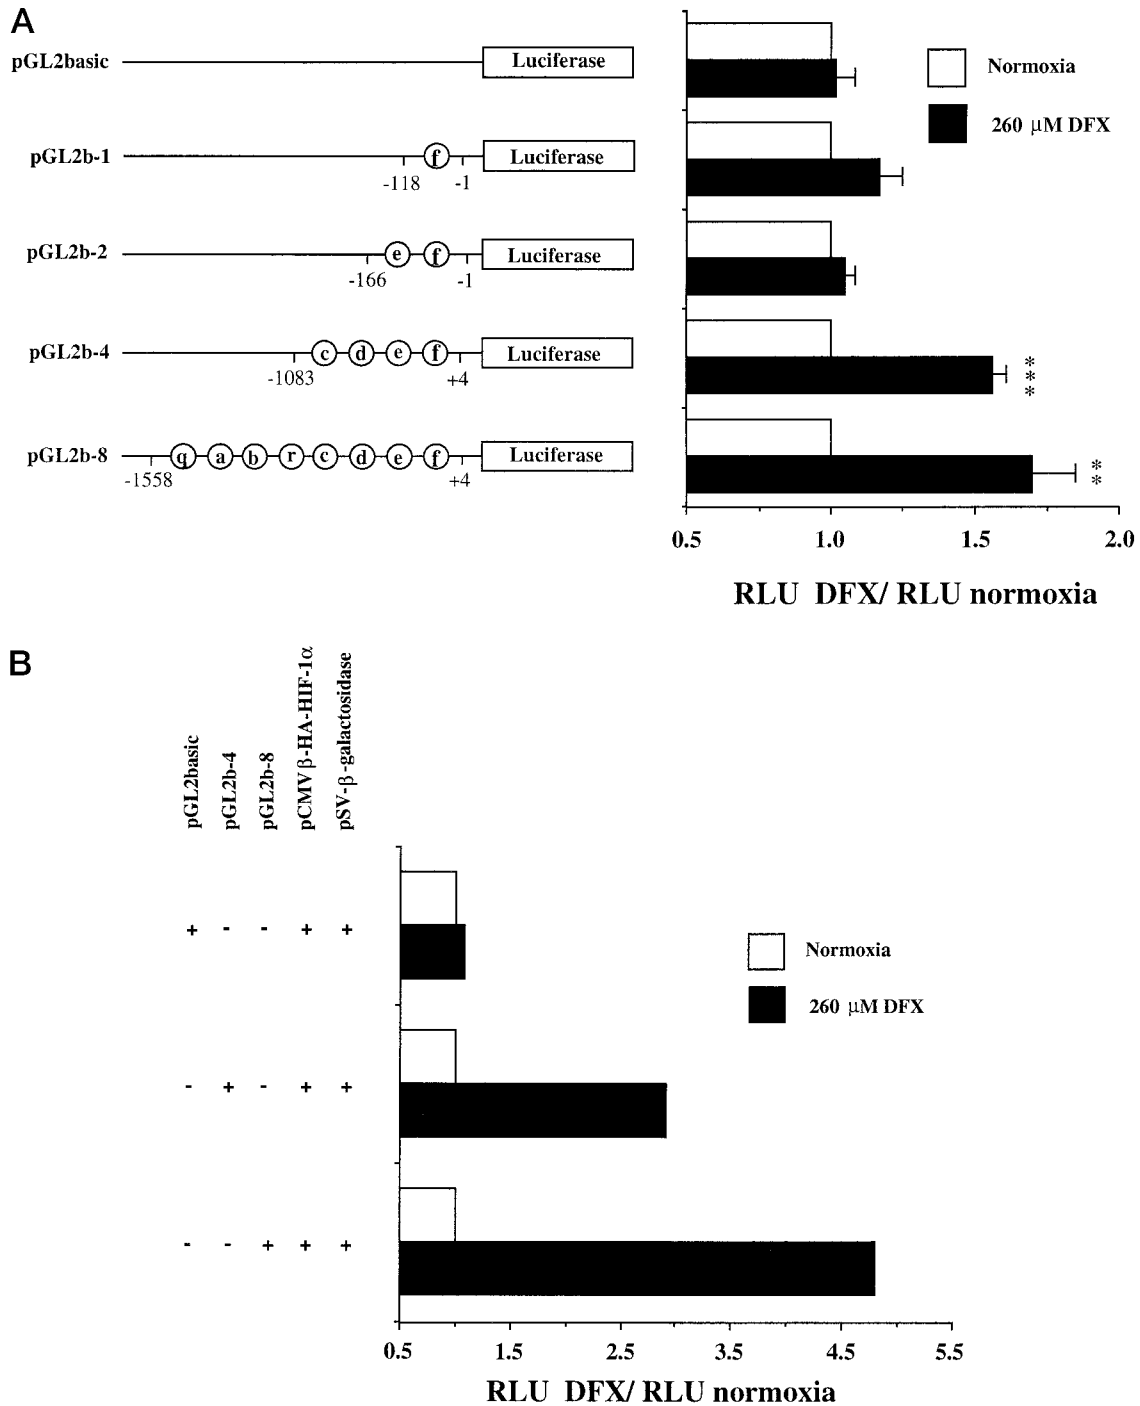 A
pGL2basic
Luciferase
pGL2b-1
f
-118
-1
Luciferase
pGL2b-2
e f
-166
-1
Luciferase
pGL2b-4
c d e f
-1083
+4
Luciferase
pGL2b-8
q a b r c d e f
-1558
+4
Luciferase
Normoxia
260 µM DFX
***
**
0.5 1.0 1.5 2.0
RLU DFX/ RLU normoxia
B
pGL2basic
pGL2b-4
pGL2b-8
pCMVβ-HA-HIF-1α
pSV-β-galactosidase
+ - - + +
- + - + +
- - + + +
Normoxia
260 µM DFX
0.5 1.5 2.5 3.5 4.5 5.5
RLU DFX/ RLU normoxia